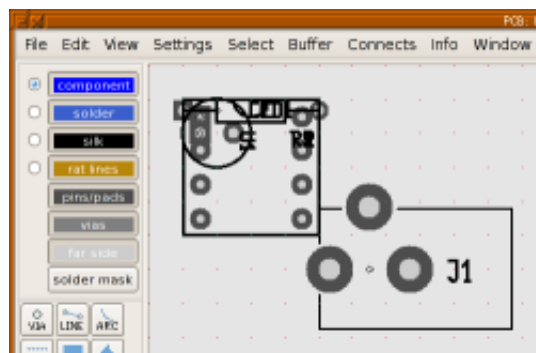 PCB:
File Edit View Settings Select Buffer Connects Info Window
component
solder
silk
rat lines
pins/pads
vias
far side
solder mask
J1
VIA LINE ARC